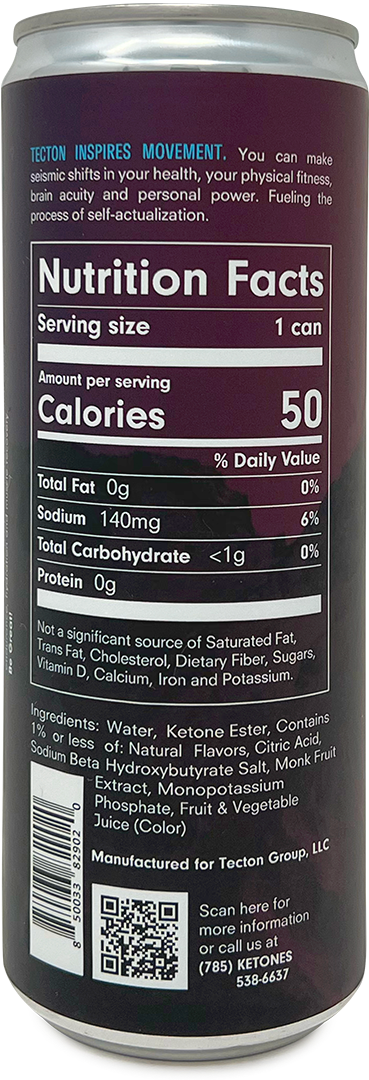 TECTON INSPIRES MOVEMENT. You can make
seismic shifts in your health, your physical fitness,
brain acuity and personal power. Fueling the
process of self-actualization.
Nutrition Facts
Serving size 1 can
Amount per serving
Calories 50
% Daily Value
Total Fat 0g 0%
Sodium 140mg 6%
Total Carbohydrate <1g 0%
Protein 0g
Not a significant source of Saturated Fat,
Trans Fat, Cholesterol, Dietary Fiber, Sugars,
Vitamin D, Calcium, Iron and Potassium.
Ingredients: Water, Ketone Ester, Contains
1% or less of: Natural Flavors, Citric Acid,
Sodium Beta Hydroxybutyrate Salt, Monk Fruit
Extract, Monopotassium
Phosphate, Fruit & Vegetable
Juice (Color)
Manufactured for Tecton Group, LLC
8 50033 82902 0
Scan here for
more information
or call us at
(785) KETONES
538-6637
Be Great!